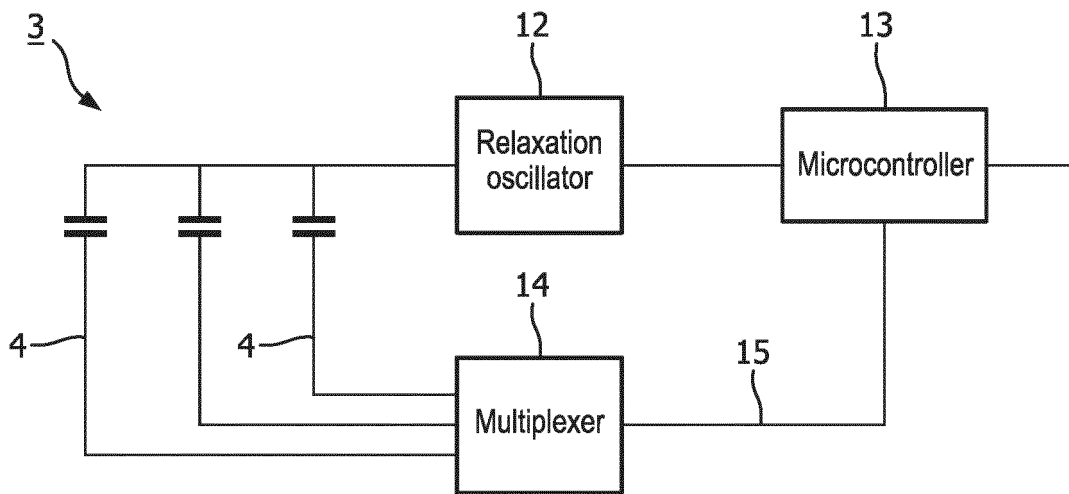 3
12
13
Relaxation
oscillator
Microcontroller
4
4
14
15
Multiplexer